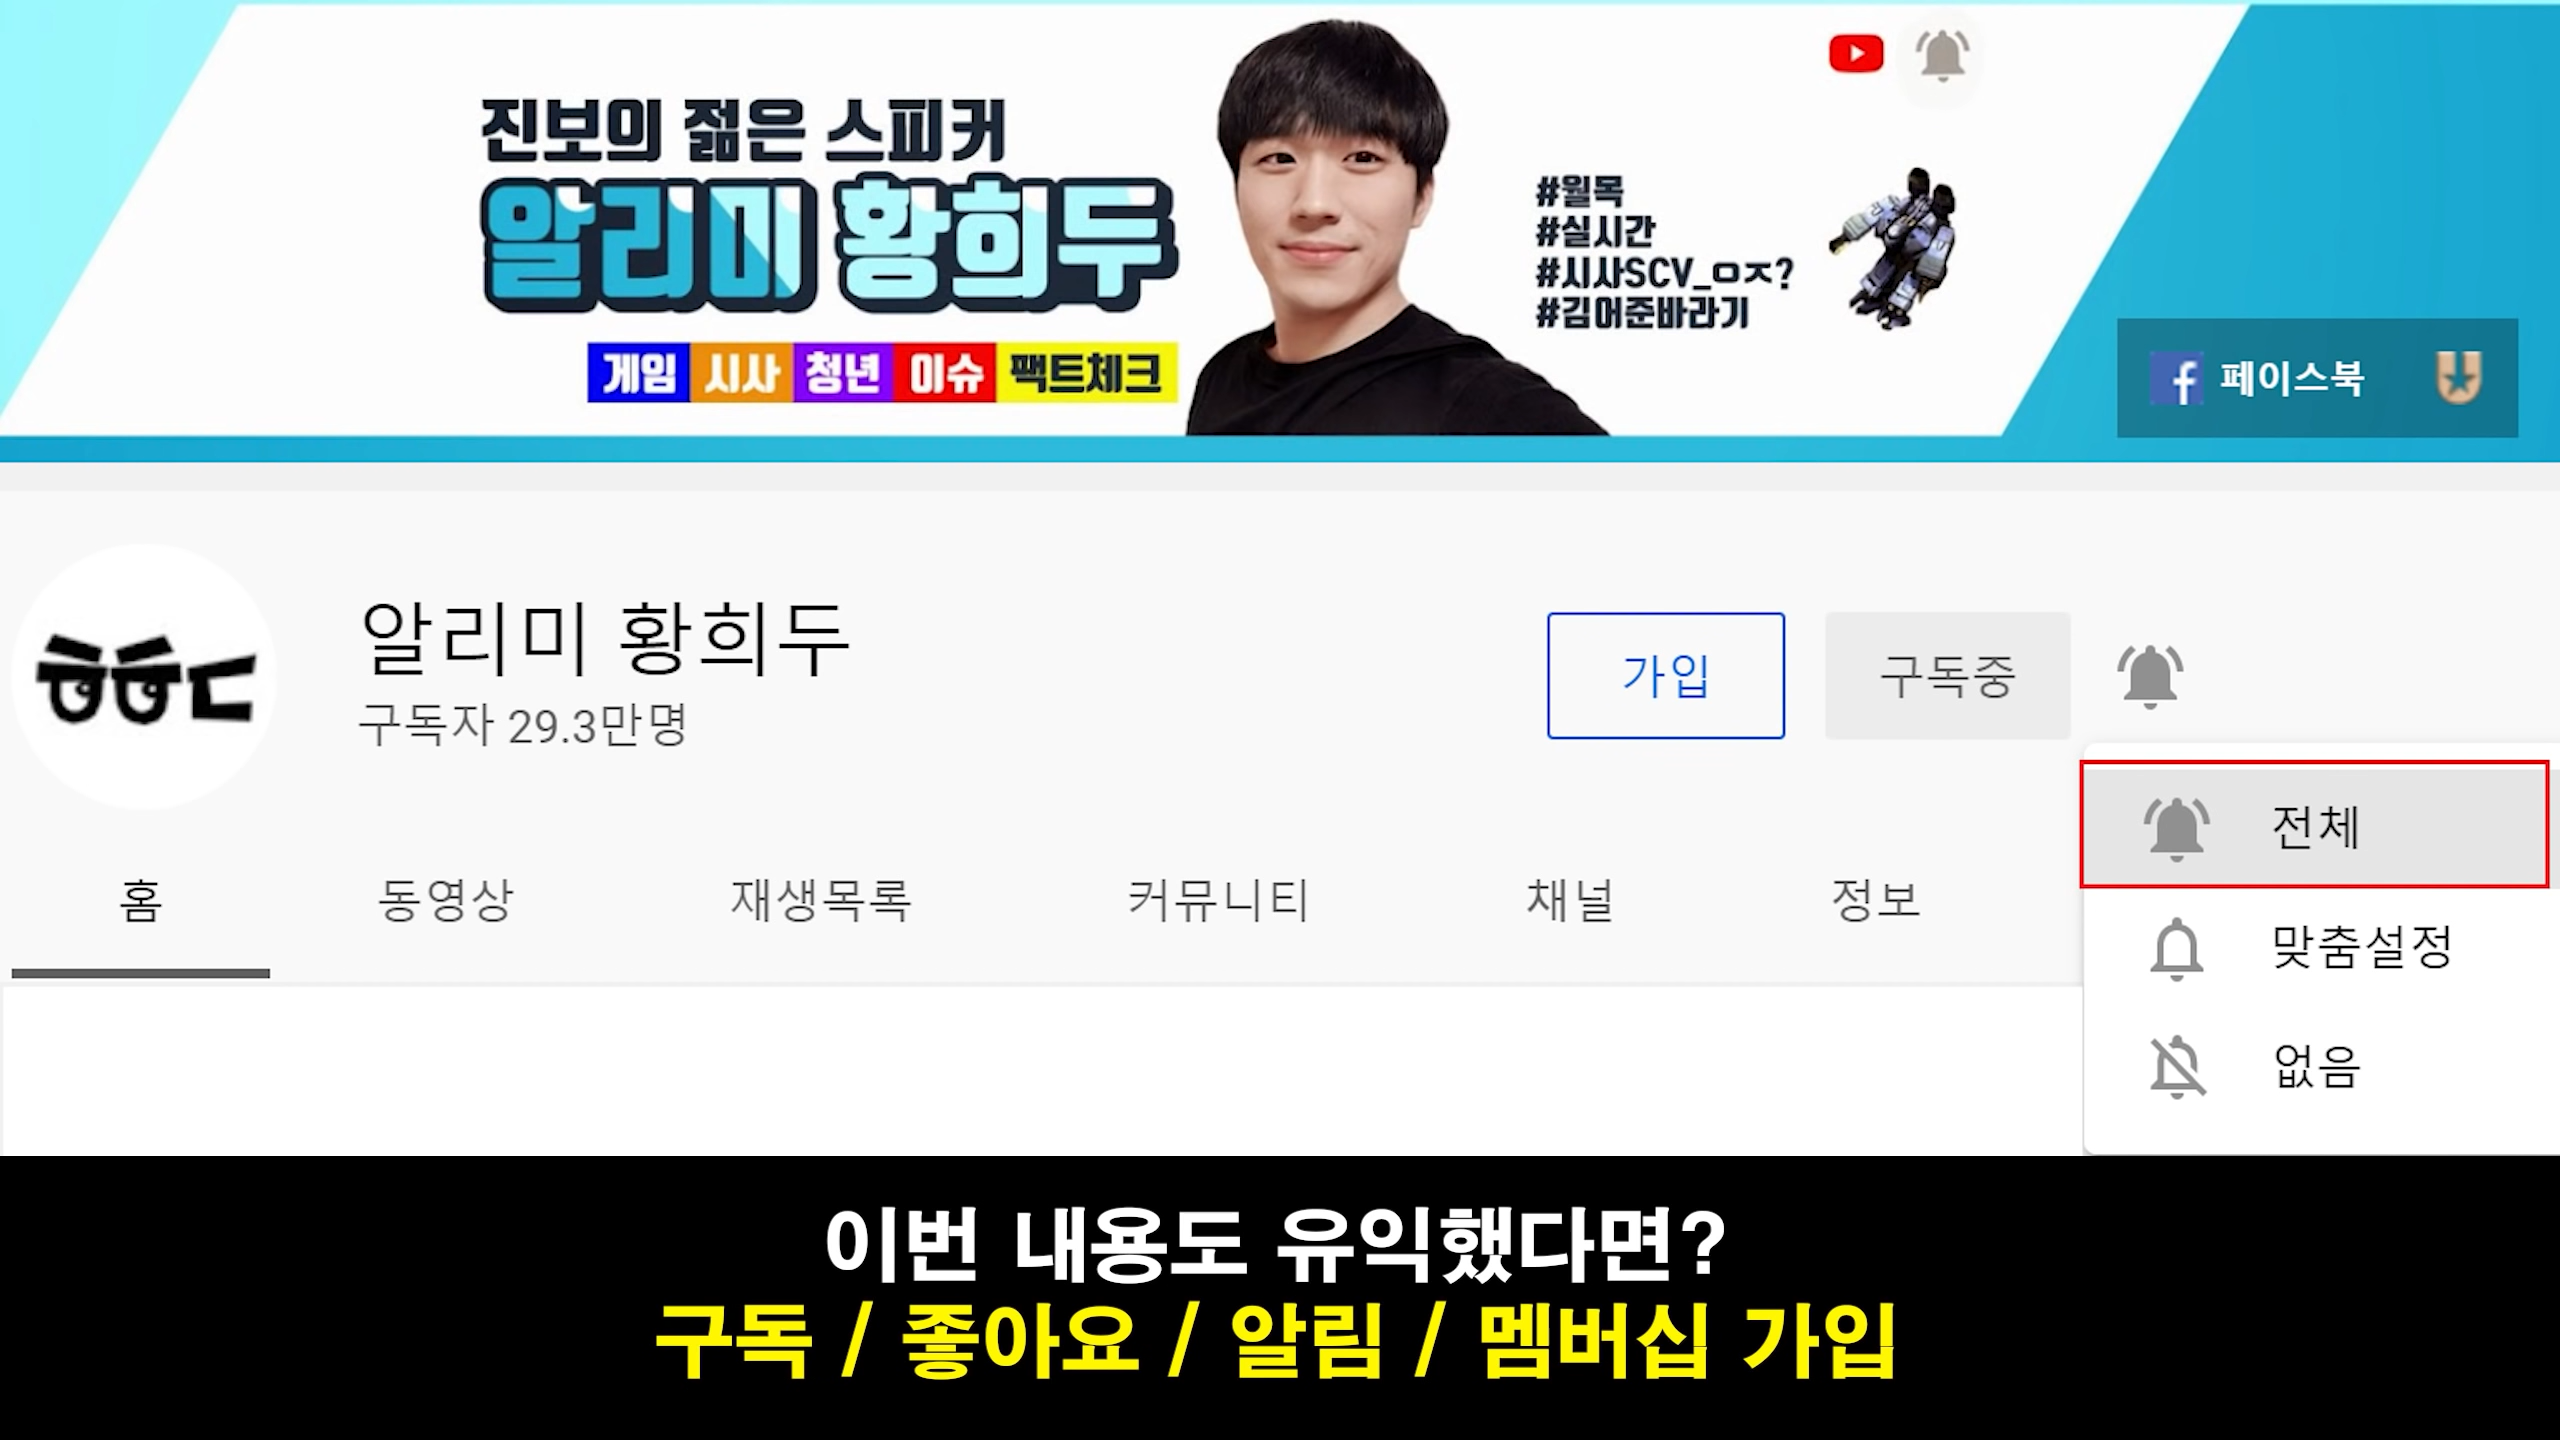 진보의 젊은 스피커
알리미 황희두
게임 시사 청년 이슈 팩트체크
#월목
#실시간
#시사SCV_ㅁㅈ?
#김어준바라기
f 페이스북
ㅎㅎㄷ
알리미 황희두
구독자 29.3만명
가입
구독중
홈 동영상 재생목록 커뮤니티 채널 정보
전체
맞춤설정
없음
이번 내용도 유익했다면?
구독 / 좋아요 / 알림 / 멤버십 가입